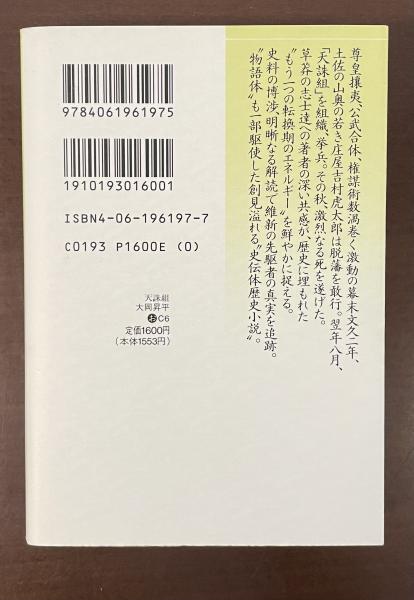 尊皇攘夷、公武合体、権謀術数渦巻く激動の幕末文久二年、
土佐の山奥の若き庄屋吉村虎太郎は脱藩を敢行。翌年八月、
「天誅組」を組織、挙兵。その秋、激烈なる死を遂げた。
草莽の志士達への著者の深い共感が、歴史に埋もれた
〝もう一つの転換期のエネルギー〟を鮮やかに捉える。
史料の博渉、明晰なる解読で維新の先駆者の真実を追跡。
〝物語体〟も一部駆使した創見溢れる〝史伝体歴史小説〟。
9784061961975
1910193016001
ISBN4-06-196197-7
C0193 P1600E (0)
天誅組
大岡昇平
おC6
定価1600円
(本体1553円)